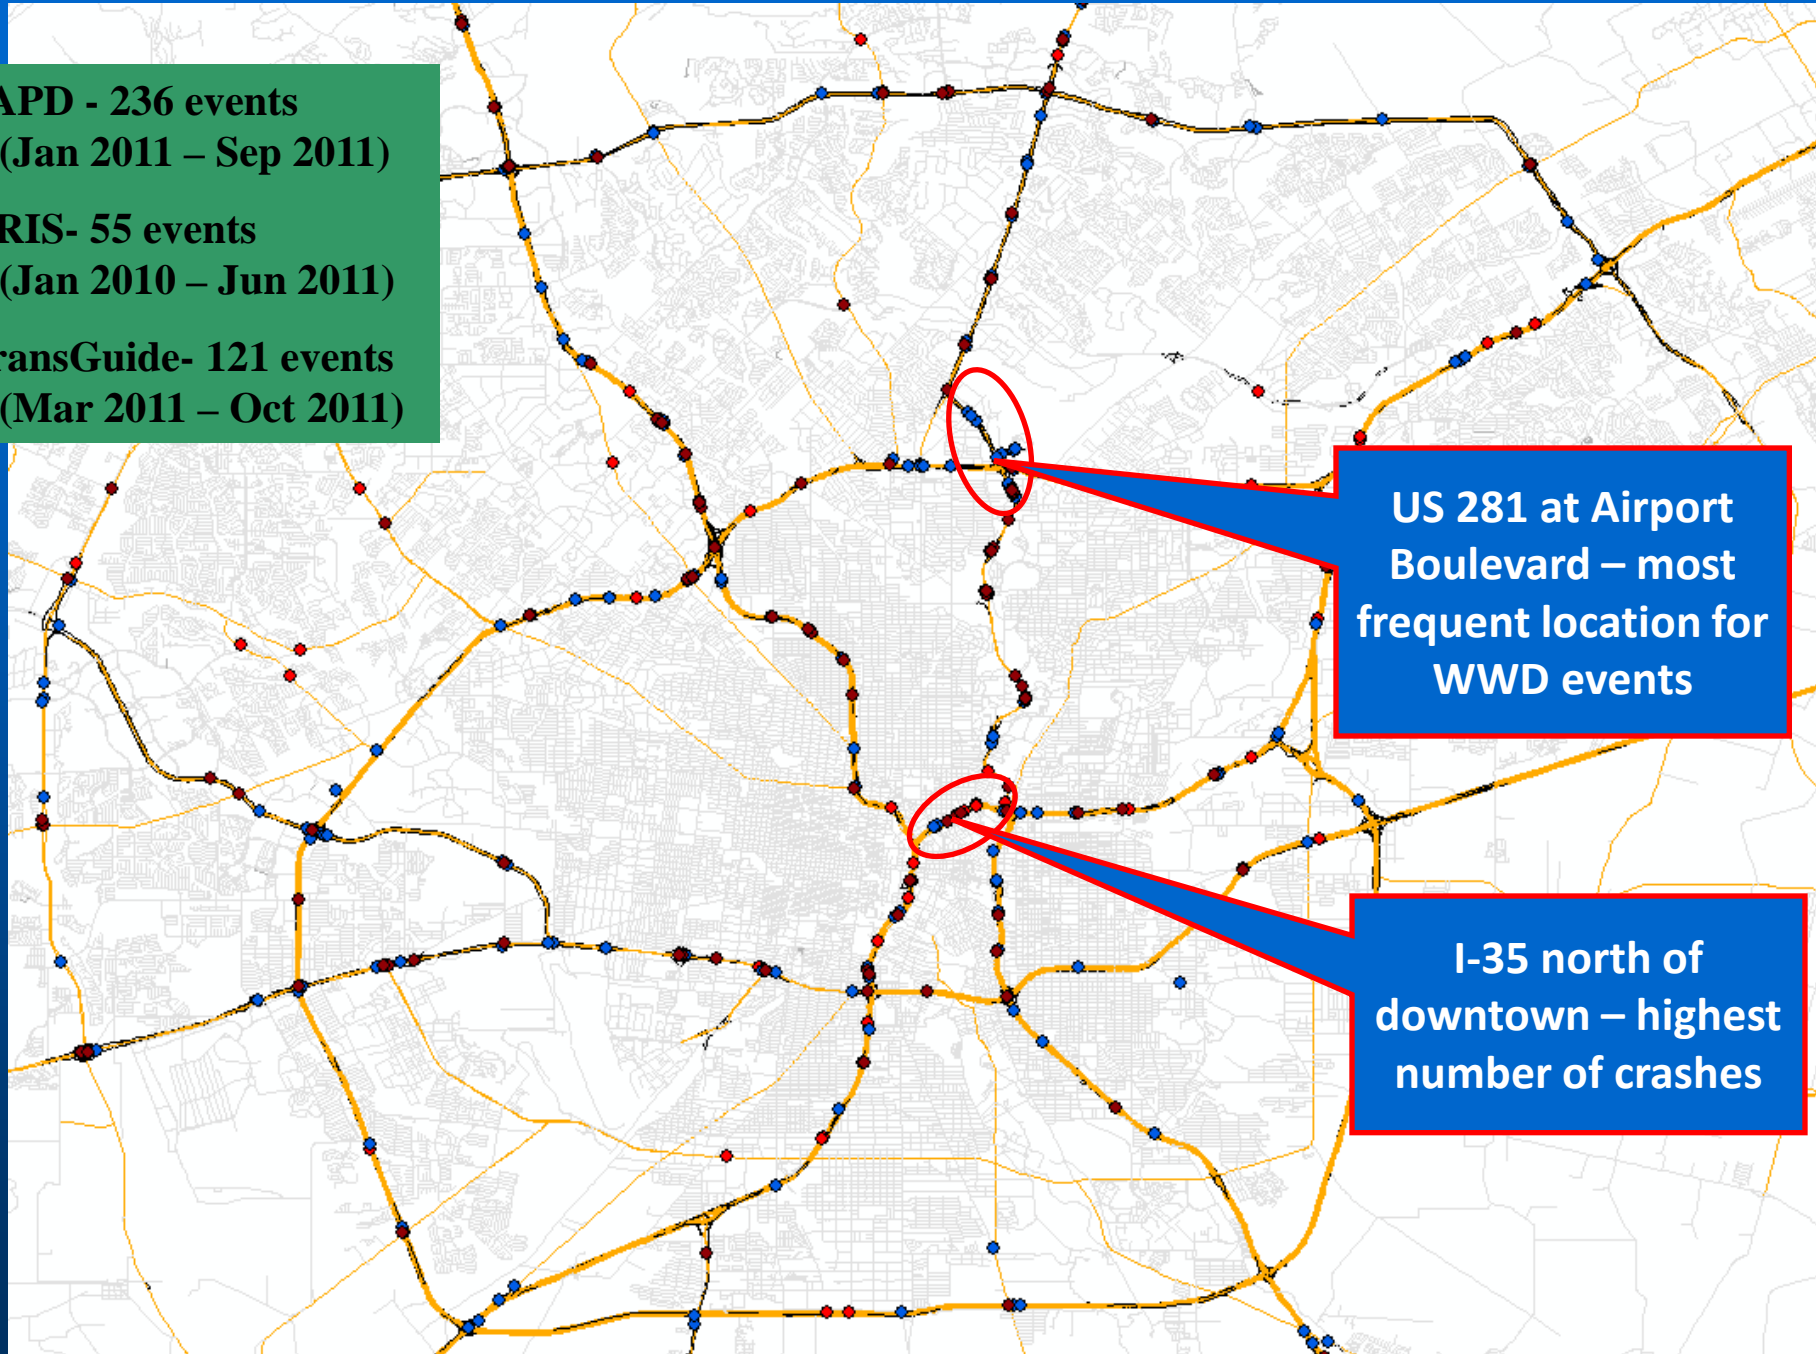 APD - 236 events
(Jan 2011 – Sep 2011)
RIS- 55 events
(Jan 2010 – Jun 2011)
ransGuide- 121 events
(Mar 2011 – Oct 2011)
US 281 at Airport
Boulevard – most
frequent location for
WWD events
I-35 north of
downtown – highest
number of crashes